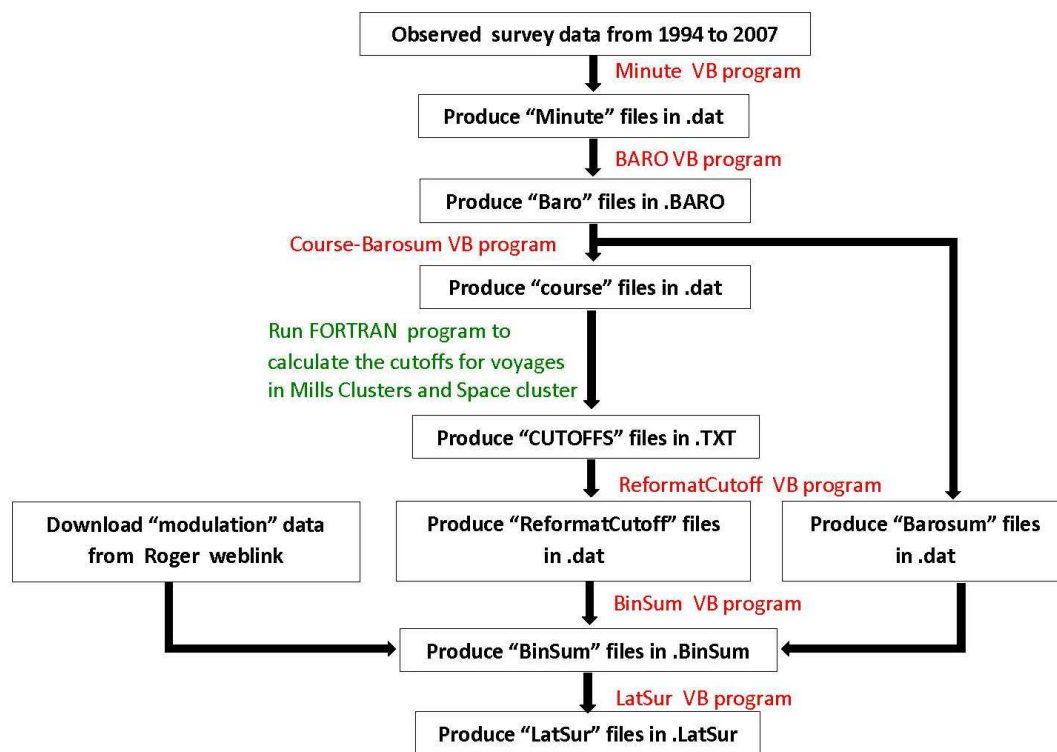 Observed survey data from 1994 to 2007
Minute VB program
Produce “Minute” files in .dat
BARO VB program
Produce “Baro” files in .BARO
Course-Barosum VB program
Produce “course” files in .dat
Run FORTRAN program to
calculate the cutoffs for voyages
in Mills Clusters and Space cluster
Produce “CUTOFFS” files in .TXT
ReformatCutoff VB program
Download “modulation” data
from Roger weblink
Produce “ReformatCutoff” files
in .dat
Produce “Barosum” files
in .dat
BinSum VB program
Produce “BinSum” files in .BinSum
LatSur VB program
Produce “LatSur” files in .LatSur